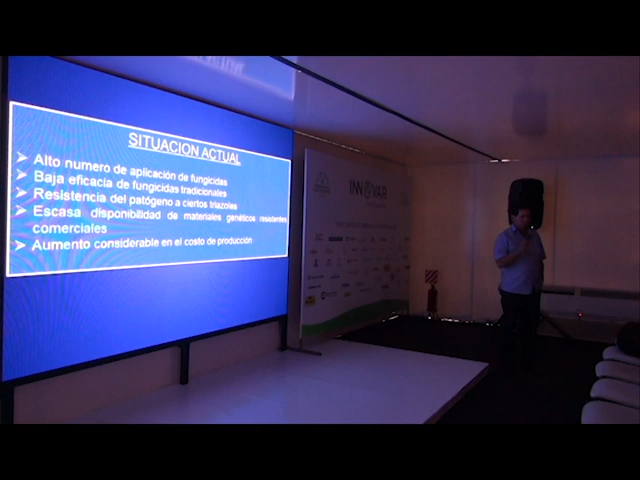 SITUACION ACTUAL
Alto numero de aplicación de fungicidas
Baja eficacia de fungicidas tradicionales
Resistencia del patógeno a ciertos triazoles
Escasa disponibilidad de materiales genéticos resistentes
comerciales
Aumento considerable en el costo de producción
INNOVAR